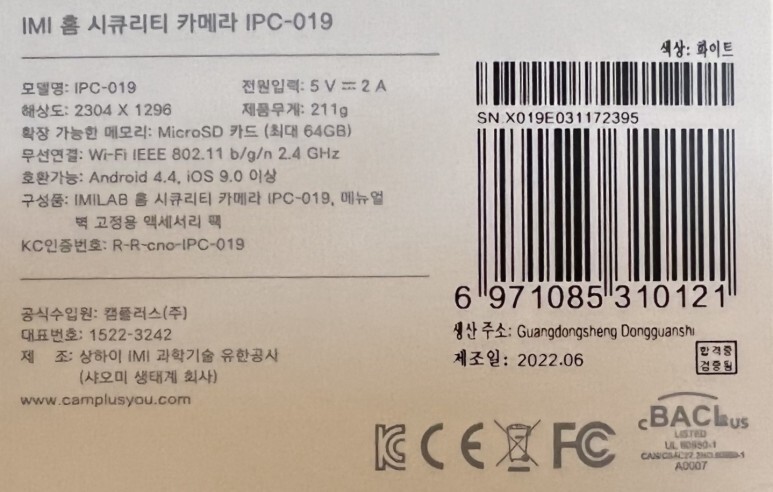 IMI 홈 시큐리티 카메라 IPC-019
모델명: IPC-019 전원입력: 5 V ⎓ 2 A
해상도: 2304 X 1296 제품무게: 211g
확장 가능한 메모리: MicroSD 카드 (최대 64GB)
무선연결: Wi-Fi IEEE 802.11 b/g/n 2.4 GHz
호환가능: Android 4.4, iOS 9.0 이상
구성품: IMILAB 홈 시큐리티 카메라 IPC-019, 메뉴얼
벽 고정용 액세서리 팩
KC인증번호: R-R-cno-IPC-019
공식수입원: 캠플러스(주)
대표번호: 1522-3242
제 조: 상하이 IMI 과학기술 유한공사
(샤오미 생태계 회사)
www.camplusyou.com
색상: 화이트
SN:X019E031172395
6 971085 310121
생산 주소: Guangdongsheng Dongguanshi
제조일: 2022.06
합격증
검증됨
CE FC
c BACL us
LISTED
UL 60950-1
A0007